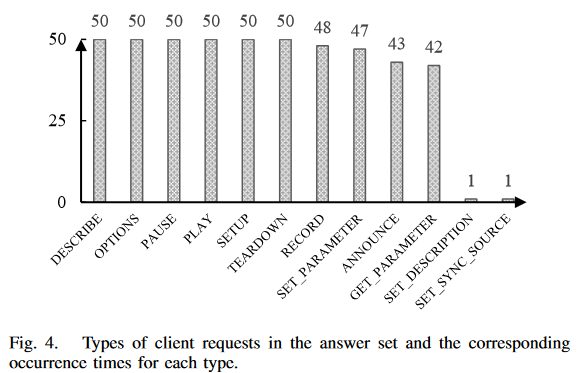 50 50 50 50 50 50 48 47 43 42 1 1
50
25
0
DESCRIBE
OPTIONS
PAUSE
PLAY
SETUP
TEARDOWN
RECORD
SET_PARAMETER
ANNOUNCE
GET_PARAMETER
SET_DESCRIPTION
SET_SYNC_SOURCE
Fig. 4. Types of client requests in the answer set and the corresponding
occurrence times for each type.